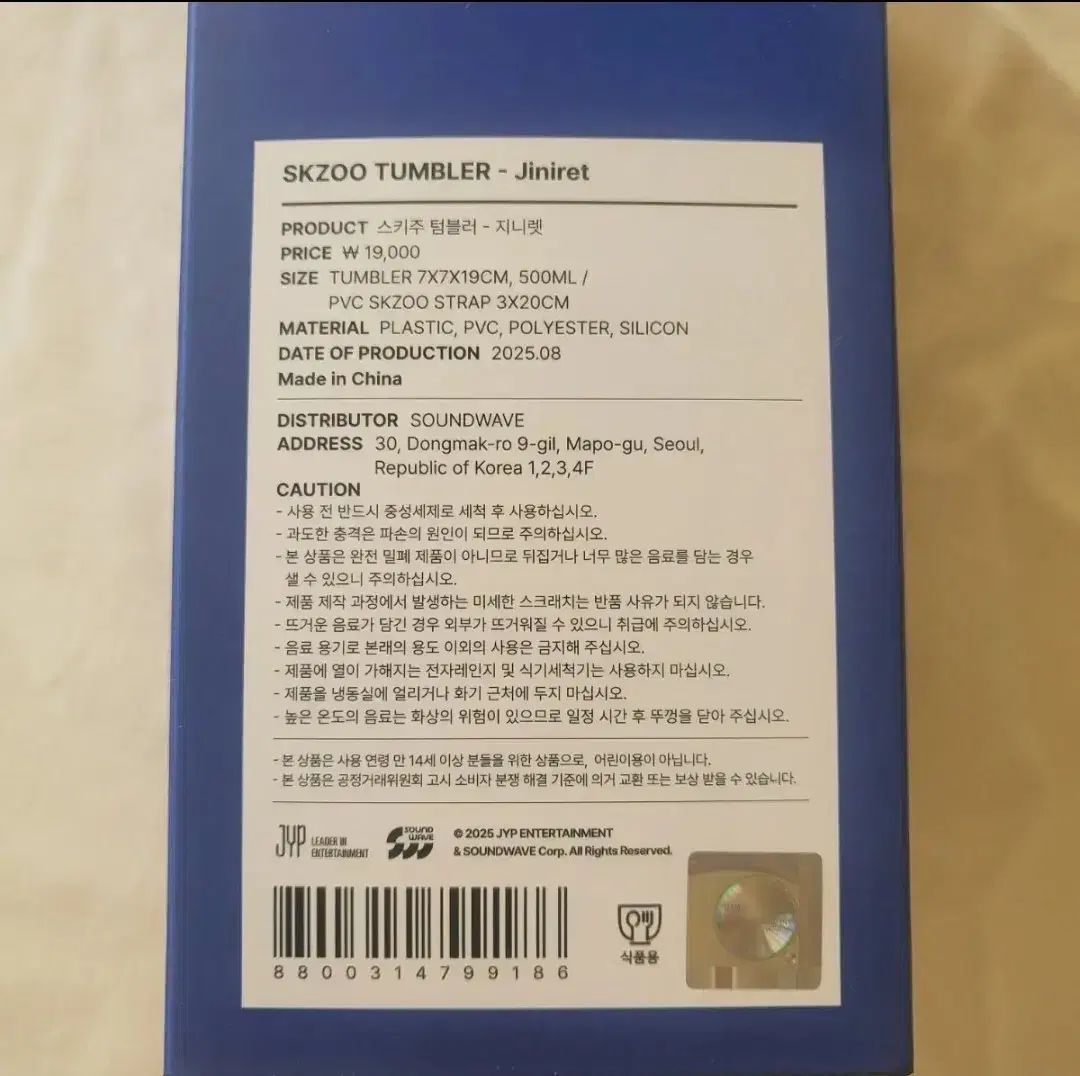 SKZOO TUMBLER - Jiniret
PRODUCT 스키주 텀블러 - 지니렛
PRICE ₩ 19,000
SIZE TUMBLER 7X7X19CM, 500ML /
PVC SKZOO STRAP 3X20CM
MATERIAL PLASTIC, PVC, POLYESTER, SILICON
DATE OF PRODUCTION 2025.08
Made in China
DISTRIBUTOR SOUNDWAVE
ADDRESS 30, Dongmak-ro 9-gil, Mapo-gu, Seoul,
Republic of Korea 1,2,3,4F
CAUTION
- 사용 전 반드시 중성세제로 세척 후 사용하십시오.
- 과도한 충격은 파손의 원인이 되므로 주의하십시오.
- 본 상품은 완전 밀폐 제품이 아니므로 뒤집거나 너무 많은 음료를 담는 경우
샐 수 있으니 주의하십시오.
- 제품 제작 과정에서 발생하는 미세한 스크래치는 반품 사유가 되지 않습니다.
- 뜨거운 음료가 담긴 경우 외부가 뜨거워질 수 있으니 취급에 주의하십시오.
- 음료 용기로 본래의 용도 이외의 사용은 금지해 주십시오.
- 제품에 열이 가해지는 전자레인지 및 식기세척기는 사용하지 마십시오.
- 제품을 냉동실에 얼리거나 화기 근처에 두지 마십시오.
- 높은 온도의 음료는 화상의 위험이 있으므로 일정 시간 후 뚜껑을 닫아 주십시오.
- 본 상품은 사용 연령 만 14세 이상 분들을 위한 상품으로, 어린이용이 아닙니다.
- 본 상품은 공정거래위원회 고시 소비자 분쟁 해결 기준에 의거 교환 또는 보상 받을 수 있습니다.
JYP LEADER IN
ENTERTAINMENT
SOUND
WAVE
© 2025 JYP ENTERTAINMENT
& SOUNDWAVE Corp. All Rights Reserved.
8800314799186
식품용